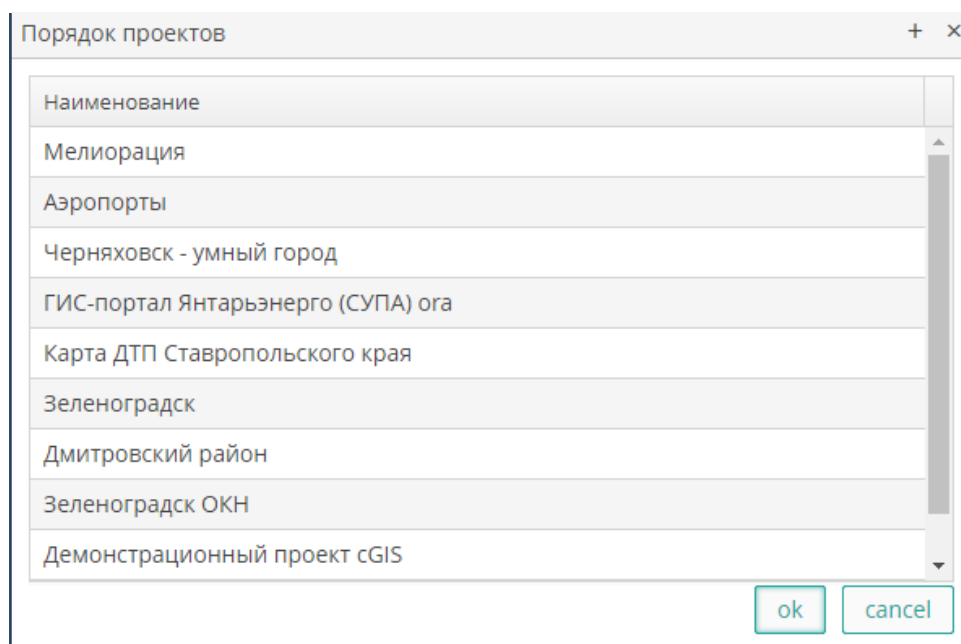 Порядок проектов + ×
Наименование
Мелиорация
Аэропорты
Черняховск - умный город
ГИС-портал Янтарьэнерго (СУПА) ora
Карта ДТП Ставропольского края
Зеленоградск
Дмитровский район
Зеленоградск ОКН
Демонстрационный проект cGIS
ok cancel